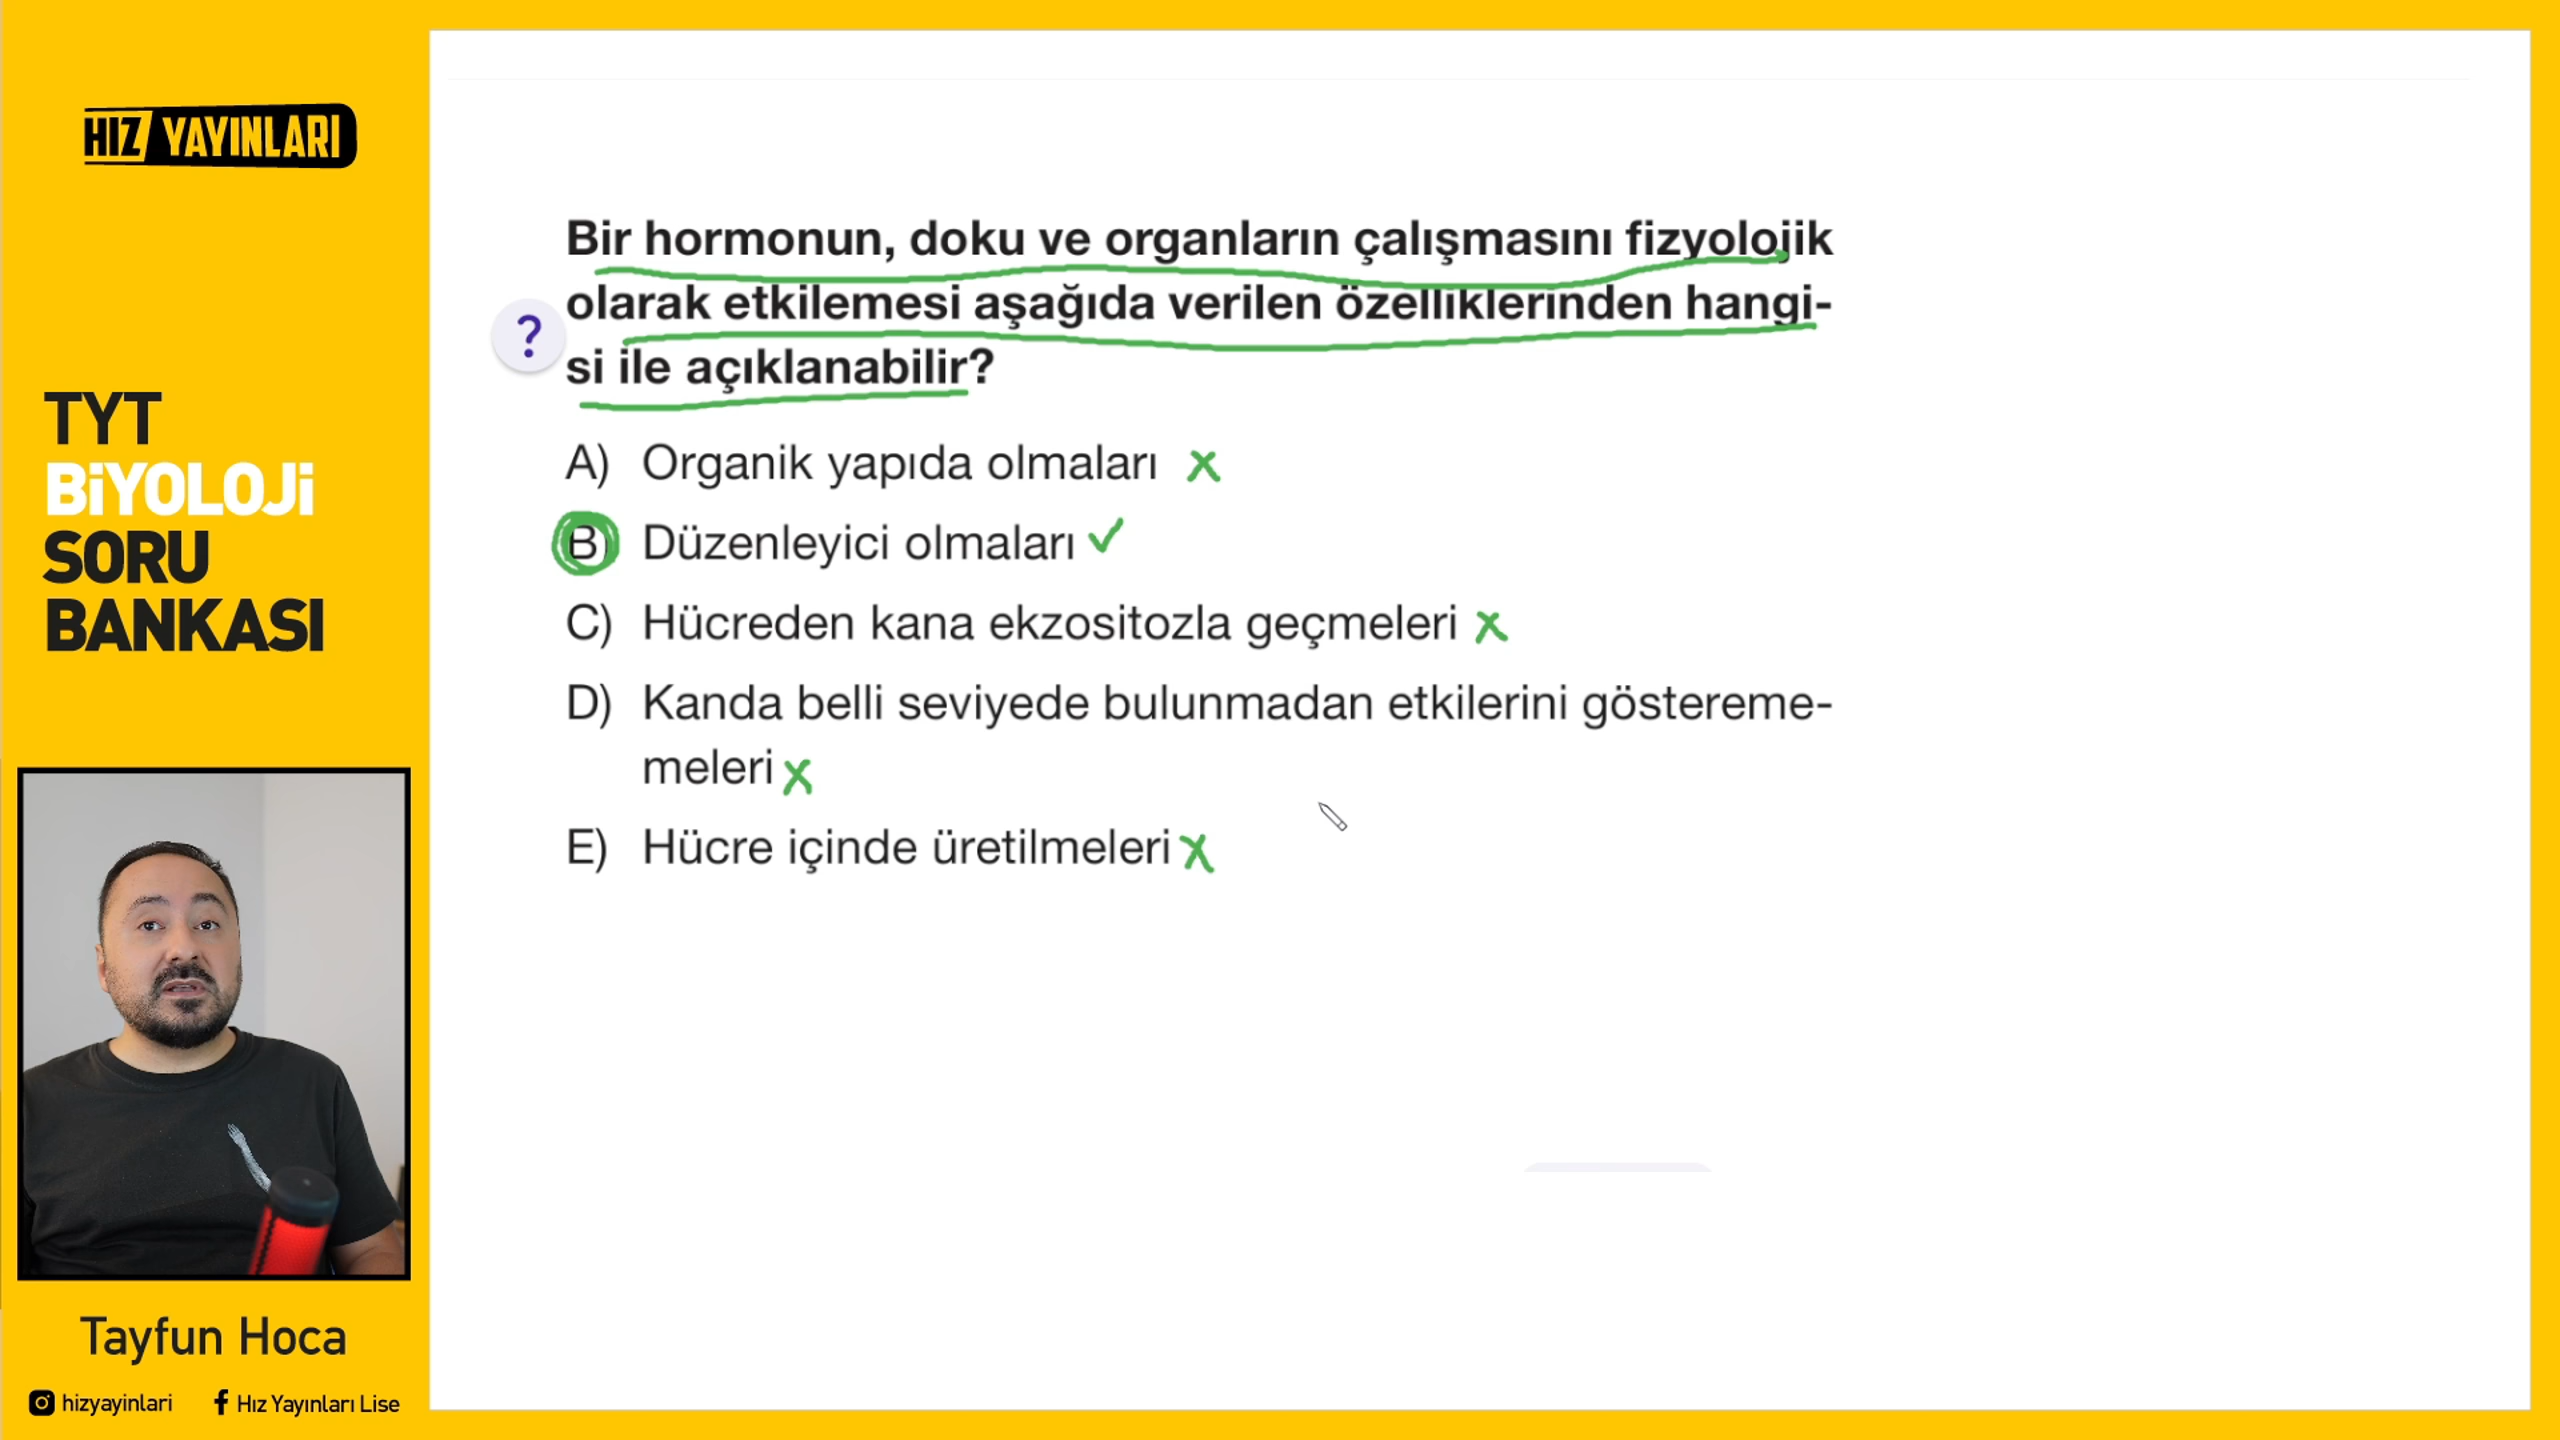 HIZ YAYINLARI
TYT
BİYOLOJİ
SORU
BANKASI
Tayfun Hoca
hizyayinlari
Hız Yayınları Lise
?
Bir hormonun, doku ve organların çalışmasını fizyolojik
olarak etkilemesi aşağıda verilen özelliklerinden hangi-
si ile açıklanabilir?
A) Organik yapıda olmaları
B) Düzenleyici olmaları
C) Hücreden kana ekzositozla geçmeleri
D) Kanda belli seviyede bulunmadan etkilerini göstereme-
meleri
E) Hücre içinde üretilmeleri